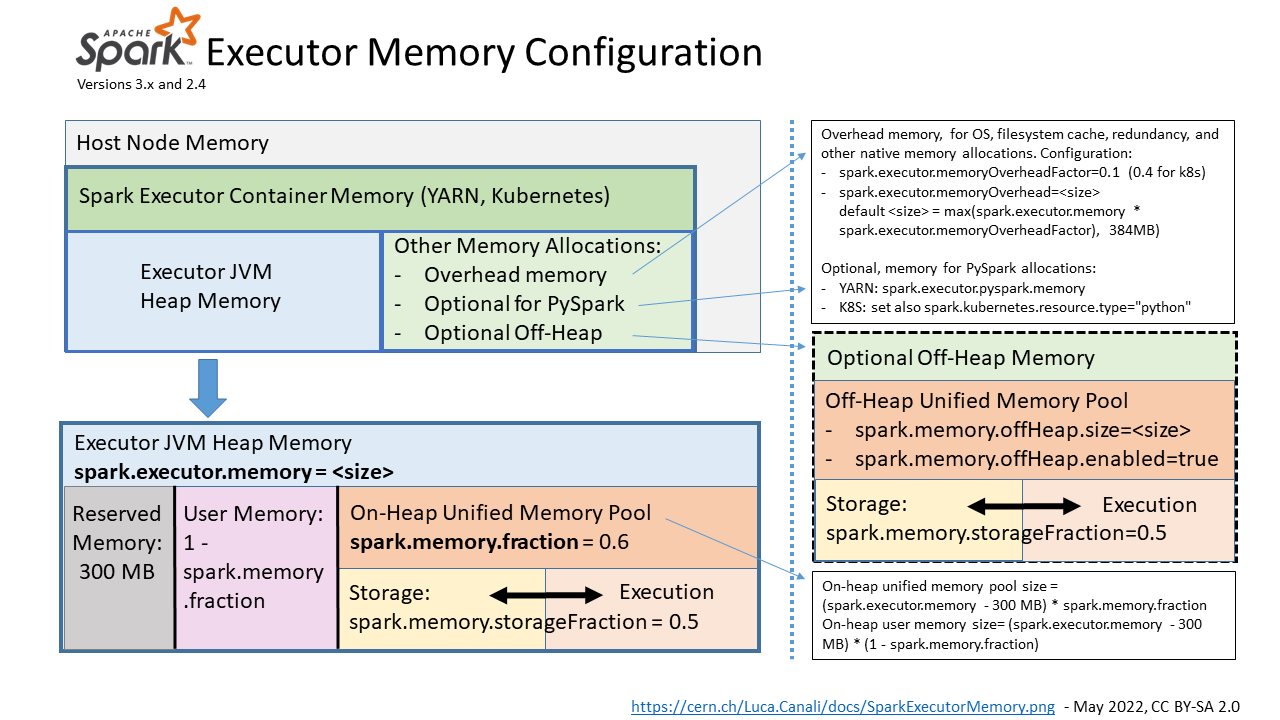 APACHE
Spark™
Executor Memory Configuration
Versions 3.x and 2.4
Host Node Memory
Spark Executor Container Memory (YARN, Kubernetes)
Executor JVM
Heap Memory
Other Memory Allocations:
- Overhead memory
- Optional for PySpark
- Optional Off-Heap
Executor JVM Heap Memory
spark.executor.memory = <size>
Reserved
Memory:
300 MB
User Memory:
1 -
spark.memory
.fraction
On-Heap Unified Memory Pool
spark.memory.fraction = 0.6
Storage:
Execution
spark.memory.storageFraction = 0.5
Overhead memory, for OS, filesystem cache, redundancy, and
other native memory allocations. Configuration:
- spark.executor.memoryOverheadFactor=0.1 (0.4 for k8s)
- spark.executor.memoryOverhead=<size>
default <size> = max(spark.executor.memory *
spark.executor.memoryOverheadFactor), 384MB)
Optional, memory for PySpark allocations:
- YARN: spark.executor.pyspark.memory
- K8S: set also spark.kubernetes.resource.type="python"
Optional Off-Heap Memory
Off-Heap Unified Memory Pool
- spark.memory.offHeap.size=<size>
- spark.memory.offHeap.enabled=true
Storage:
Execution
spark.memory.storageFraction=0.5
On-heap unified memory pool size =
(spark.executor.memory - 300 MB) * spark.memory.fraction
On-heap user memory size= (spark.executor.memory - 300
MB) * (1 - spark.memory.fraction)
https://cern.ch/Luca.Canali/docs/SparkExecutorMemory.png - May 2022, CC BY-SA 2.0